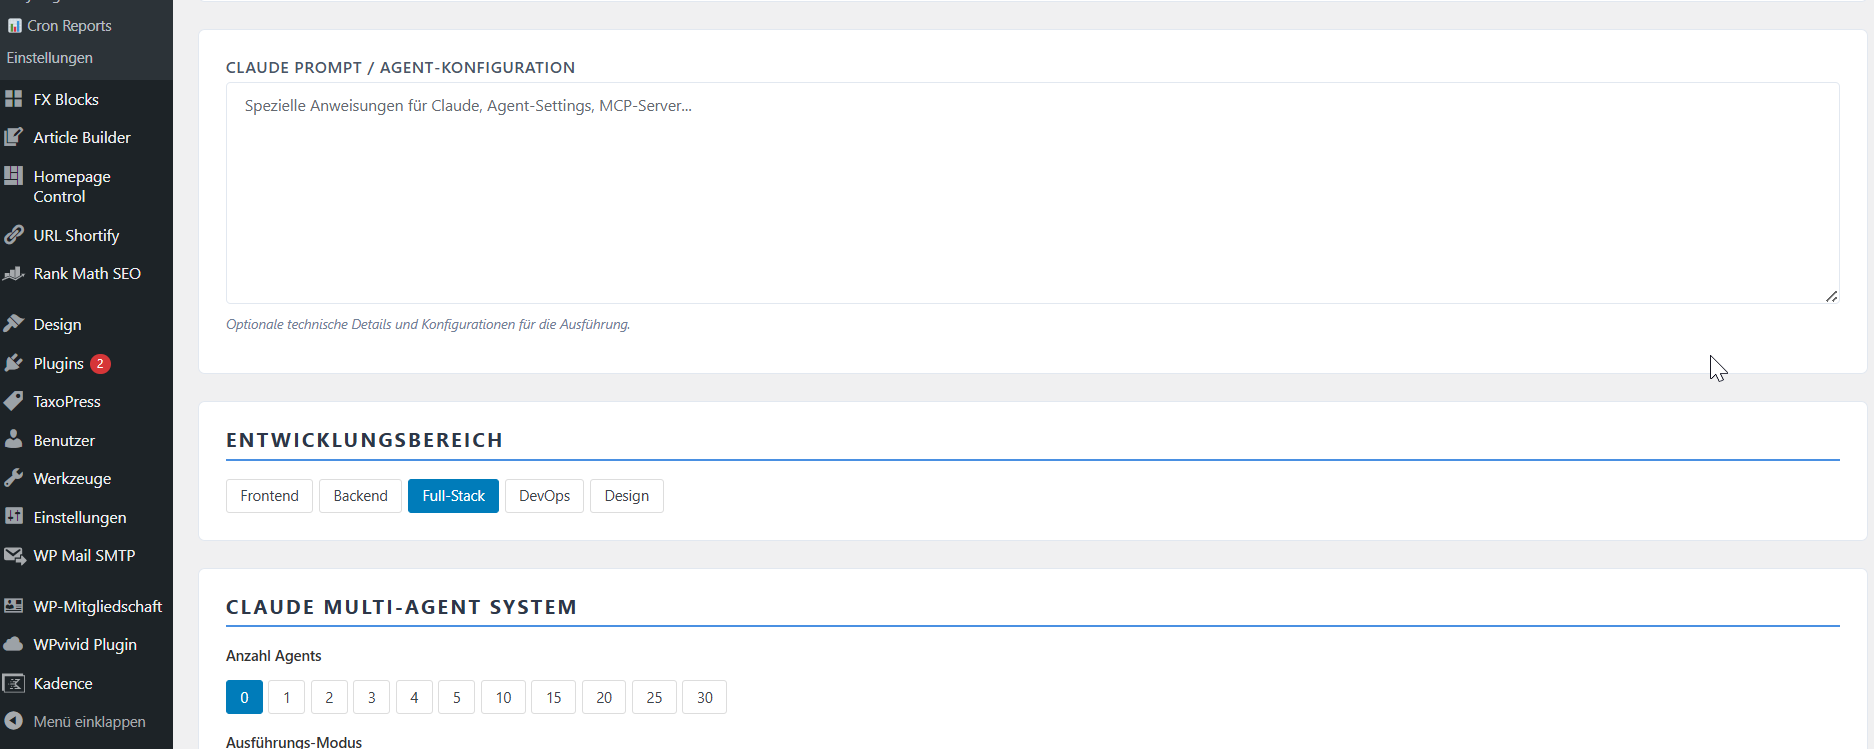 Cron Reports
Einstellungen
FX Blocks
Article Builder
Homepage
Control
URL Shortify
Rank Math SEO
Design
Plugins 2
TaxoPress
Benutzer
Werkzeuge
Einstellungen
WP Mail SMTP
WP-Mitgliedschaft
WPvivid Plugin
Kadence
Menü einklappen
CLAUDE PROMPT / AGENT-KONFIGURATION
Spezielle Anweisungen für Claude, Agent-Settings, MCP-Server...
Optionale technische Details und Konfigurationen für die Ausführung.
ENTWICKLUNGSBEREICH
Frontend Backend Full-Stack DevOps Design
CLAUDE MULTI-AGENT SYSTEM
Anzahl Agents
0 1 2 3 4 5 10 15 20 25 30
Ausführungs-Modus